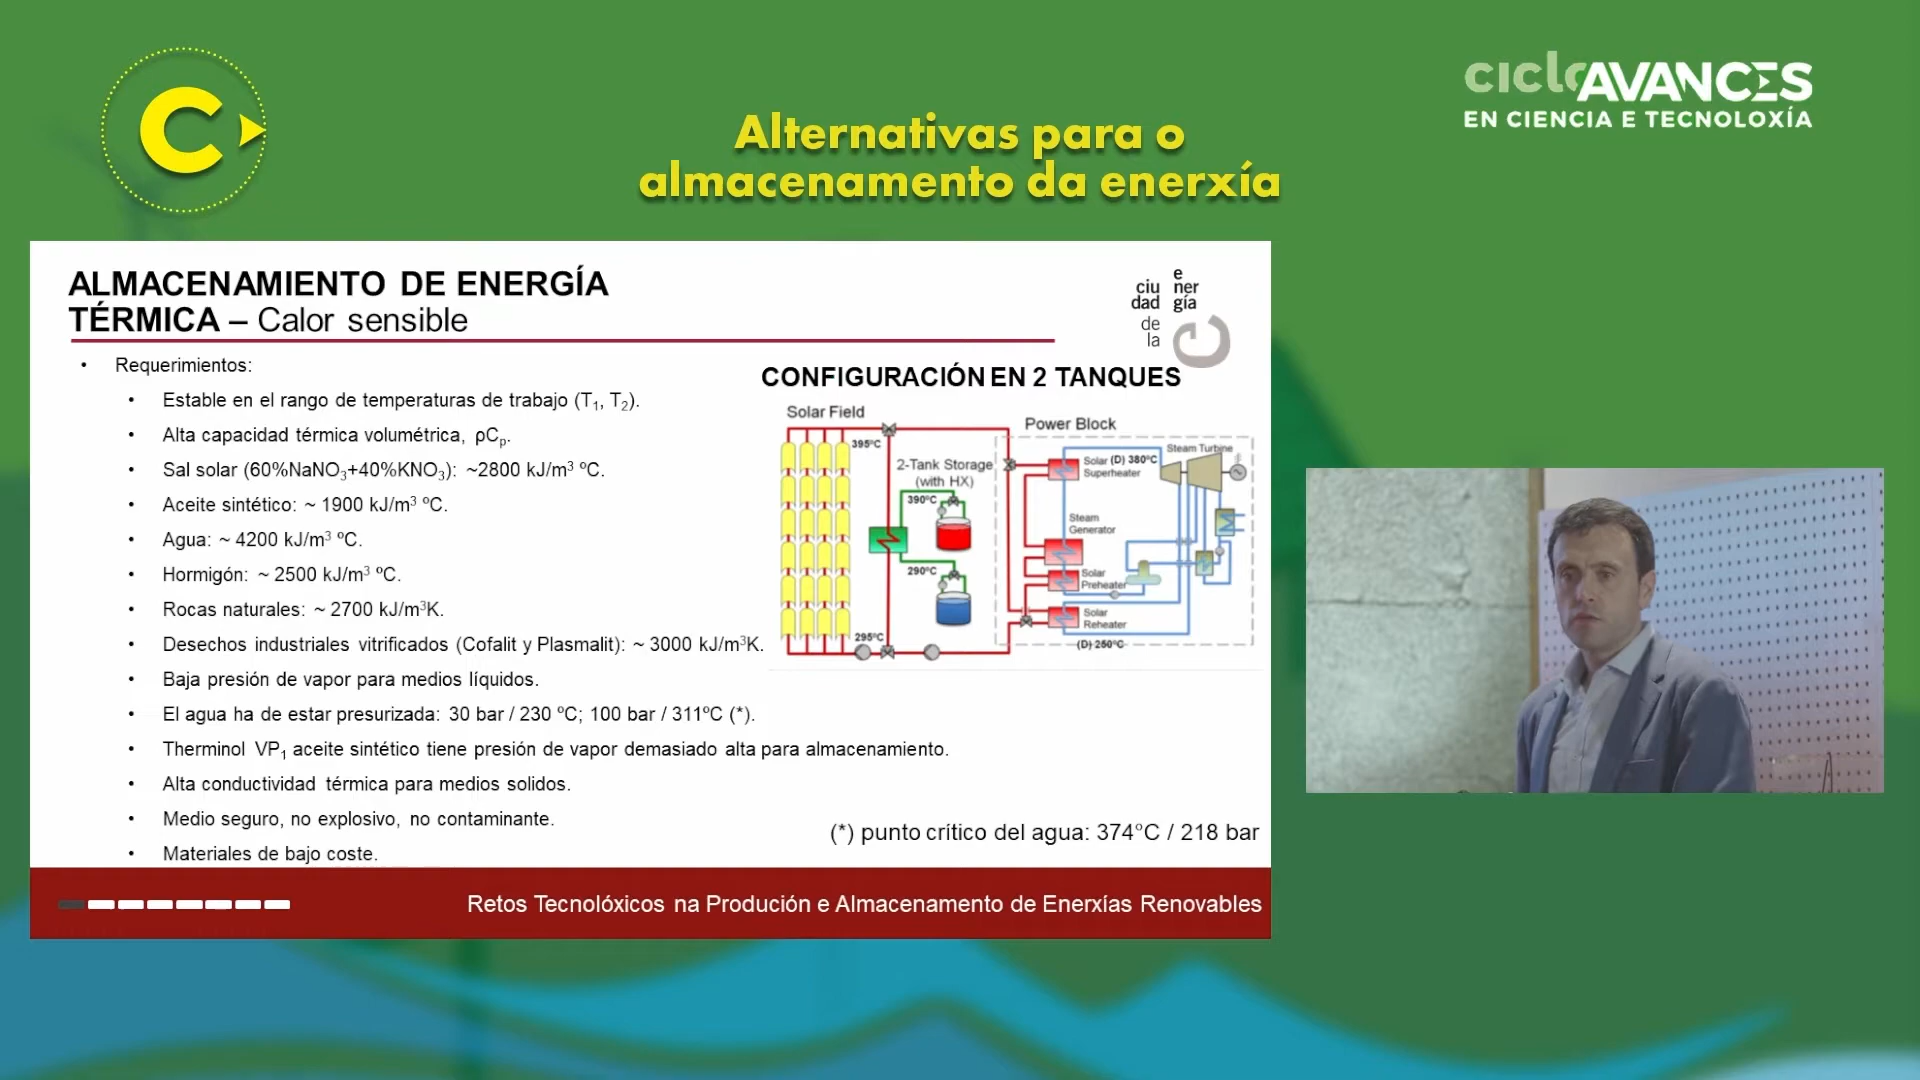 C
cicloAVANCES
EN CIENCIA E TECNOLOXÍA
Alternativas para o
almacenamento da enerxía
ALMACENAMIENTO DE ENERGÍA
TÉRMICA – Calor sensible
ciu
dad
de
la
e
ner
gía
C
• Requerimientos:
• Estable en el rango de temperaturas de trabajo (T₁, T₂).
• Alta capacidad térmica volumétrica, ρCₚ.
• Sal solar (60%NaNO₃+40%KNO₃): ~2800 kJ/m³ ºC.
• Aceite sintético: ~ 1900 kJ/m³ ºC.
• Agua: ~ 4200 kJ/m³ ºC.
• Hormigón: ~ 2500 kJ/m³ ºC.
• Rocas naturales: ~ 2700 kJ/m³K.
• Desechos industriales vitrificados (Cofalit y Plasmalit): ~ 3000 kJ/m³K.
• Baja presión de vapor para medios líquidos.
• El agua ha de estar presurizada: 30 bar / 230 ºC; 100 bar / 311ºC (*).
• Therminol VP₁ aceite sintético tiene presión de vapor demasiado alta para almacenamiento.
• Alta conductividad térmica para medios solidos.
• Medio seguro, no explosivo, no contaminante.
• Materiales de bajo coste.
CONFIGURACIÓN EN 2 TANQUES
Solar Field
395ºC
2-Tank Storage
(with HX)
390ºC
290ºC
295ºC
Power Block
Steam Turbine
Solar (D) 380ºC
Superheater
Steam
Generator
Solar
Preheater
Solar
Reheater
(D) 260ºC
(*) punto crítico del agua: 374°C / 218 bar
Retos Tecnolóxicos na Produción e Almacenamento de Enerxías Renovables